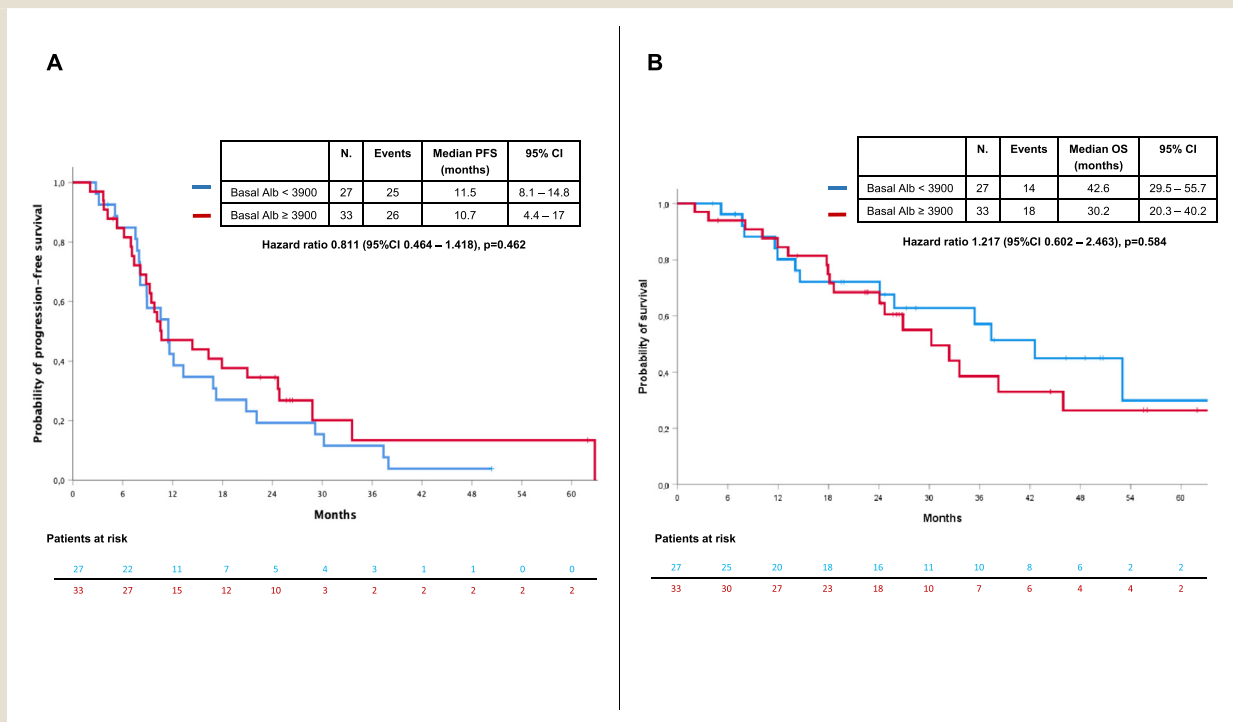 A
N. Events Median PFS 95% CI
(months)
Basal Alb < 3900 27 25 11.5 8.1 – 14.8
Basal Alb ≥ 3900 33 26 10.7 4.4 – 17
Hazard ratio 0.811 (95%CI 0.464 – 1.418), p=0.462
Probability of progression–free survival
1,0
0,8
0,6
0,4
0,2
0,0
0 6 12 18 24 30 36 42 48 54 60
Months
Patients at risk
27 22 11 7 5 4 3 1 1 0 0
33 27 15 12 10 3 2 2 2 2 2
B
N. Events Median OS 95% CI
(months)
Basal Alb < 3900 27 14 42.6 29.5 – 55.7
Basal Alb ≥ 3900 33 18 30.2 20.3 – 40.2
Hazard ratio 1.217 (95%CI 0.602 – 2.463), p=0.584
Probability of survival
1,0
0,8
0,6
0,4
0,2
0,0
0 6 12 18 24 30 36 42 48 54 60
Months
Patients at risk
27 25 20 18 16 11 10 8 6 2 2
33 30 27 23 18 10 7 6 4 4 2